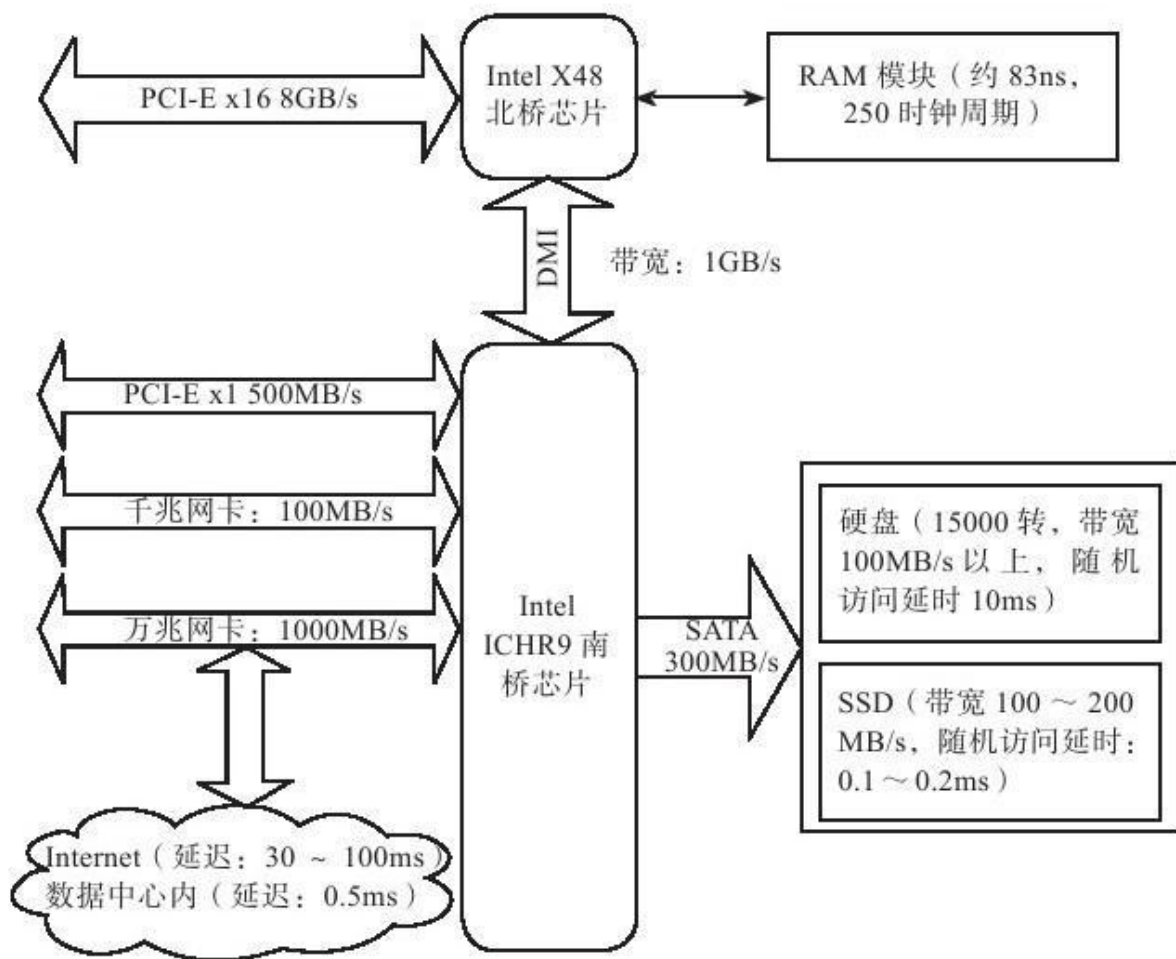 PCI-E x16 8GB/s
Intel X48
北桥芯片
RAM 模块（约 83ns，
250 时钟周期）
DMI
带宽：1GB/s
PCI-E x1 500MB/s
千兆网卡：100MB/s
万兆网卡：1000MB/s
Intel
ICHR9 南
桥芯片
SATA
300MB/s
硬盘（15000 转，带宽
100MB/s 以上，随机
访问延时 10ms）
SSD（带宽 100～200
MB/s，随机访问延时：
0.1～0.2ms）
Internet（延迟：30 ~ 100ms）
数据中心内（延迟：0.5ms）